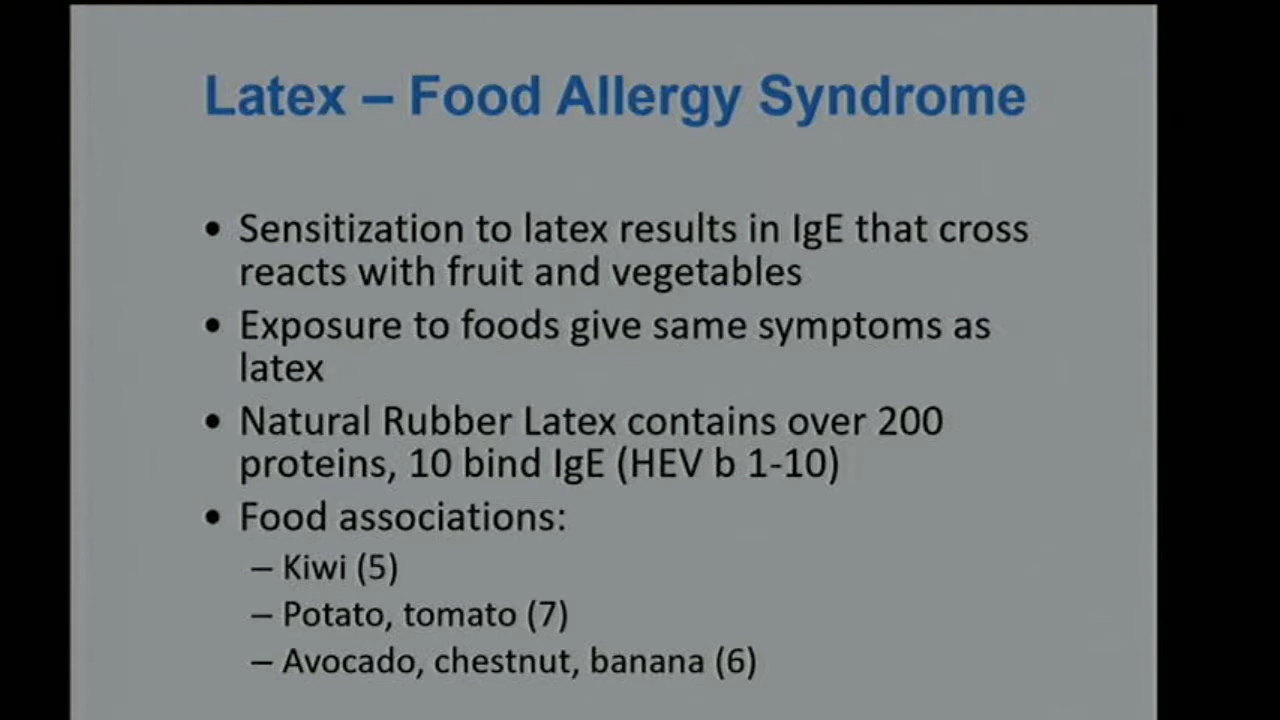 Latex – Food Allergy Syndrome
• Sensitization to latex results in IgE that cross
reacts with fruit and vegetables
• Exposure to foods give same symptoms as
latex
• Natural Rubber Latex contains over 200
proteins, 10 bind IgE (HEV b 1-10)
• Food associations:
– Kiwi (5)
– Potato, tomato (7)
– Avocado, chestnut, banana (6)